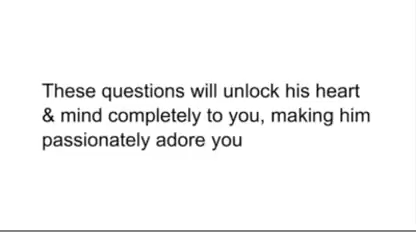 These questions will unlock his heart
& mind completely to you, making him
passionately adore you